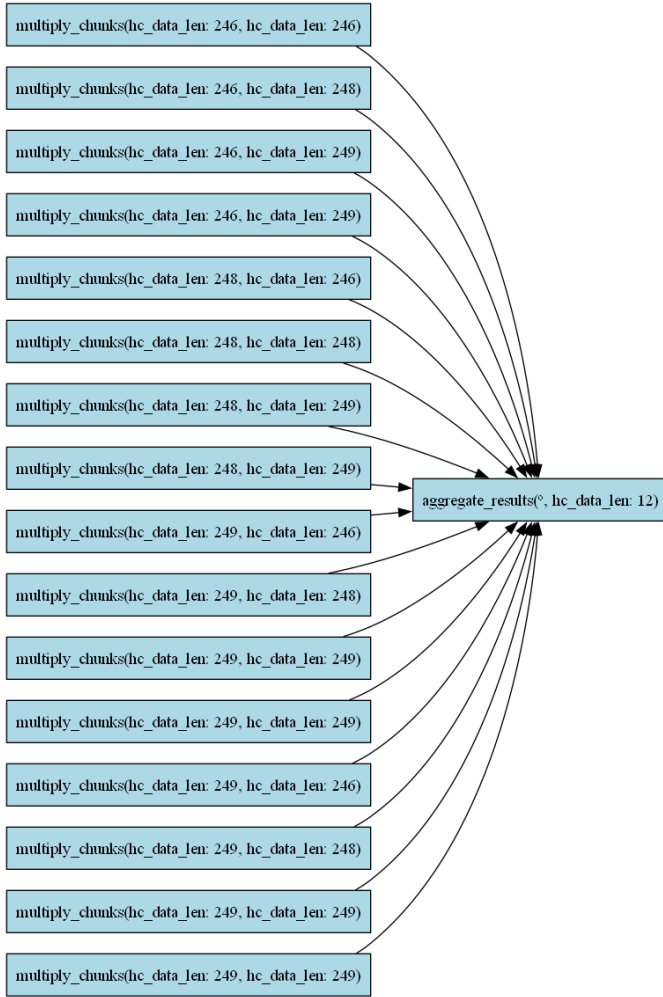 multiply_chunks(hc_data_len: 246, hc_data_len: 246)
multiply_chunks(hc_data_len: 246, hc_data_len: 248)
multiply_chunks(hc_data_len: 246, hc_data_len: 249)
multiply_chunks(hc_data_len: 246, hc_data_len: 249)
multiply_chunks(hc_data_len: 248, hc_data_len: 246)
multiply_chunks(hc_data_len: 248, hc_data_len: 248)
multiply_chunks(hc_data_len: 248, hc_data_len: 249)
multiply_chunks(hc_data_len: 248, hc_data_len: 249)
aggregate_results(°, hc_data_len: 12)
multiply_chunks(hc_data_len: 249, hc_data_len: 246)
multiply_chunks(hc_data_len: 249, hc_data_len: 248)
multiply_chunks(hc_data_len: 249, hc_data_len: 249)
multiply_chunks(hc_data_len: 249, hc_data_len: 249)
multiply_chunks(hc_data_len: 249, hc_data_len: 246)
multiply_chunks(hc_data_len: 249, hc_data_len: 248)
multiply_chunks(hc_data_len: 249, hc_data_len: 249)
multiply_chunks(hc_data_len: 249, hc_data_len: 249)